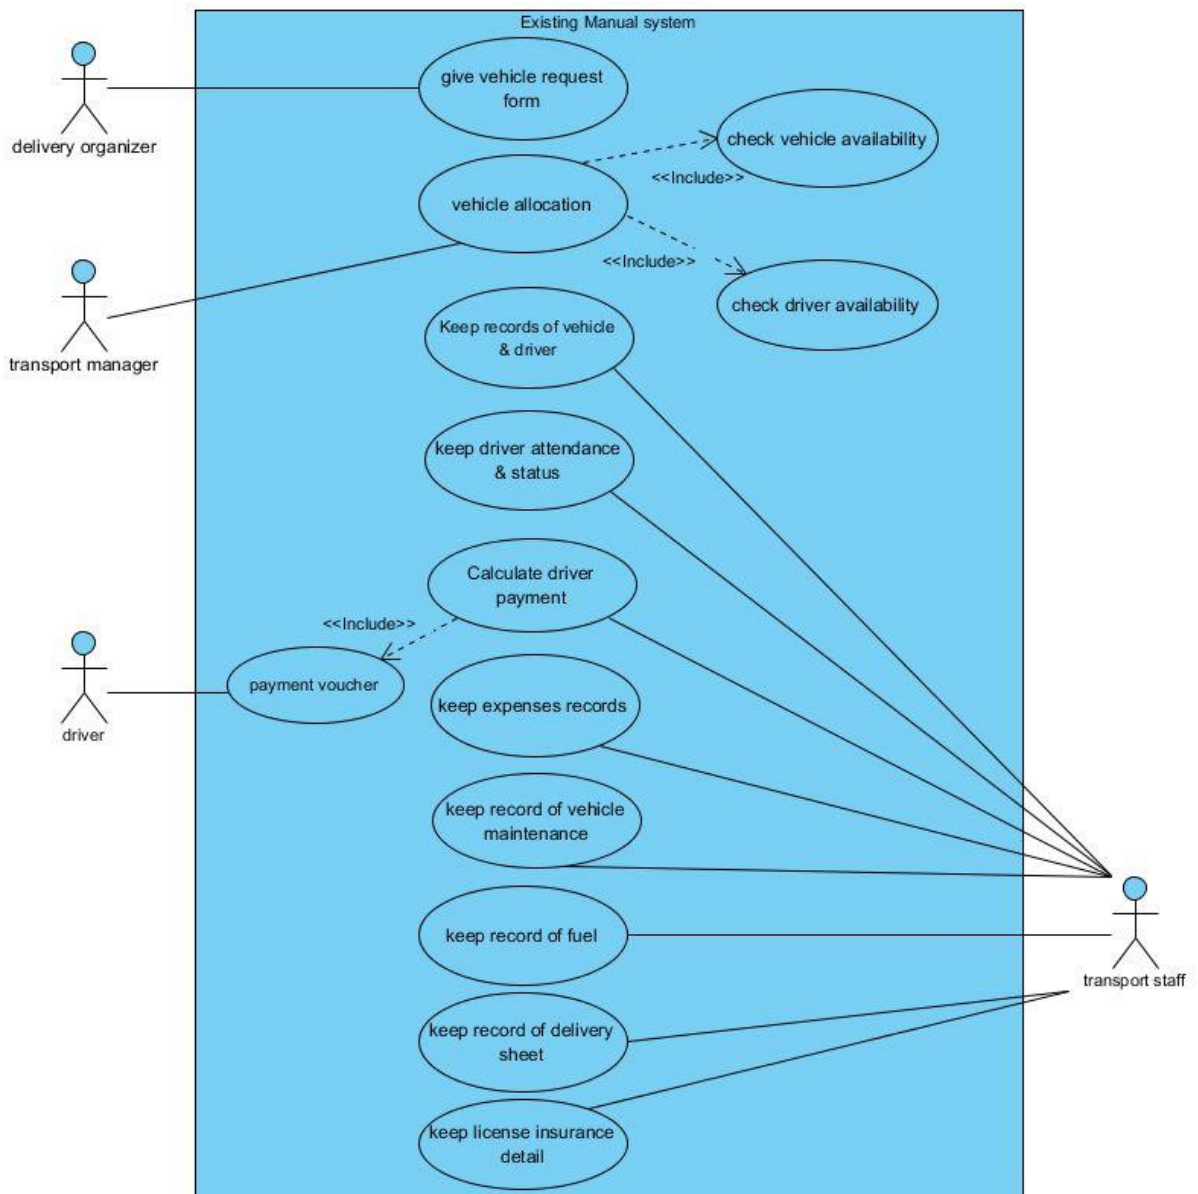 Existing Manual system
give vehicle request
form
delivery organizer
check vehicle availability
<<Include>>
vehicle allocation
<<Include>>
check driver availability
transport manager
Keep records of vehicle
& driver
keep driver attendance
& status
Calculate driver
payment
<<Include>>
payment voucher
driver
keep expenses records
keep record of vehicle
maintenance
keep record of fuel
transport staff
keep record of delivery
sheet
keep license insurance
detail